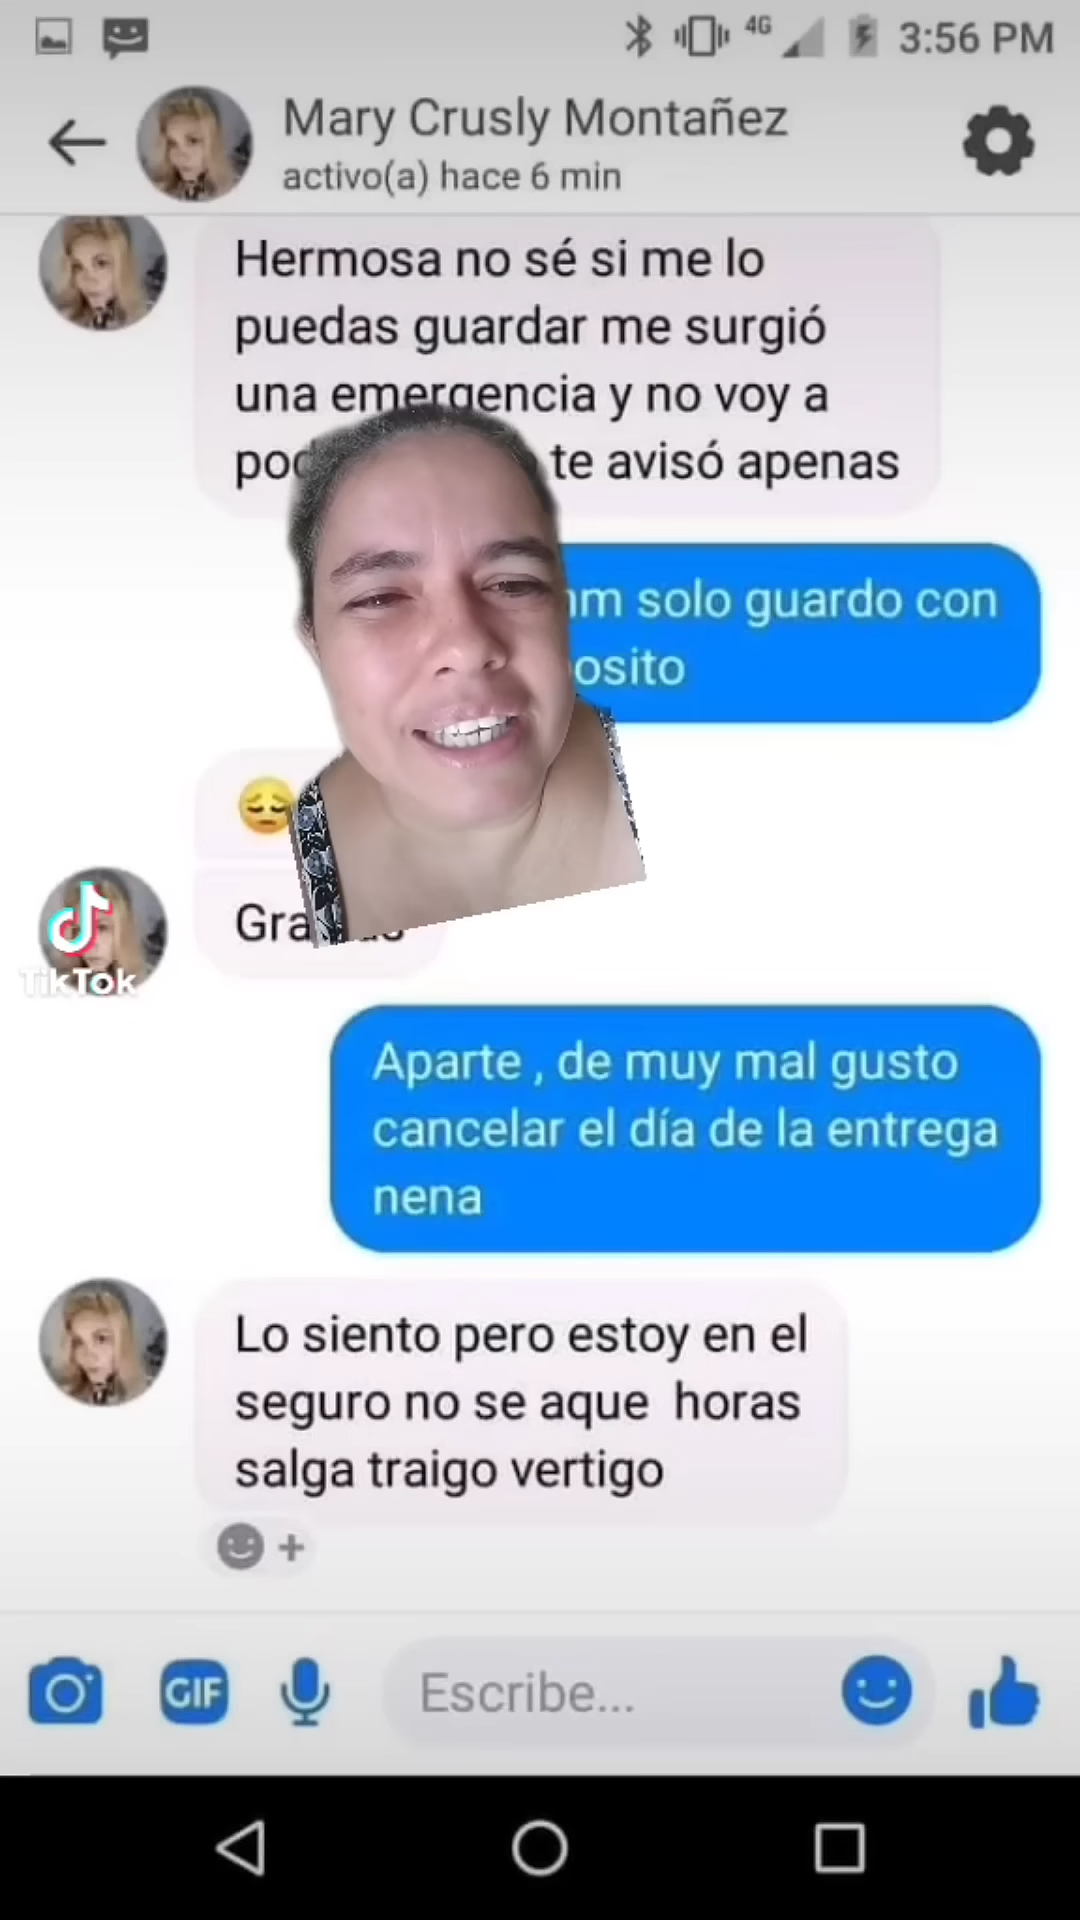 4G 3:56 PM
Mary Crusly Montañez
activo(a) hace 6 min
Hermosa no sé si me lo
puedas guardar me surgió
una emergencia y no voy a
te avisó apenas
solo guardo con
Aparte , de muy mal gusto
cancelar el día de la entrega
nena
TikTok
Lo siento pero estoy en el
seguro no se aque horas
salga traigo vertigo
GIF
Escribe...